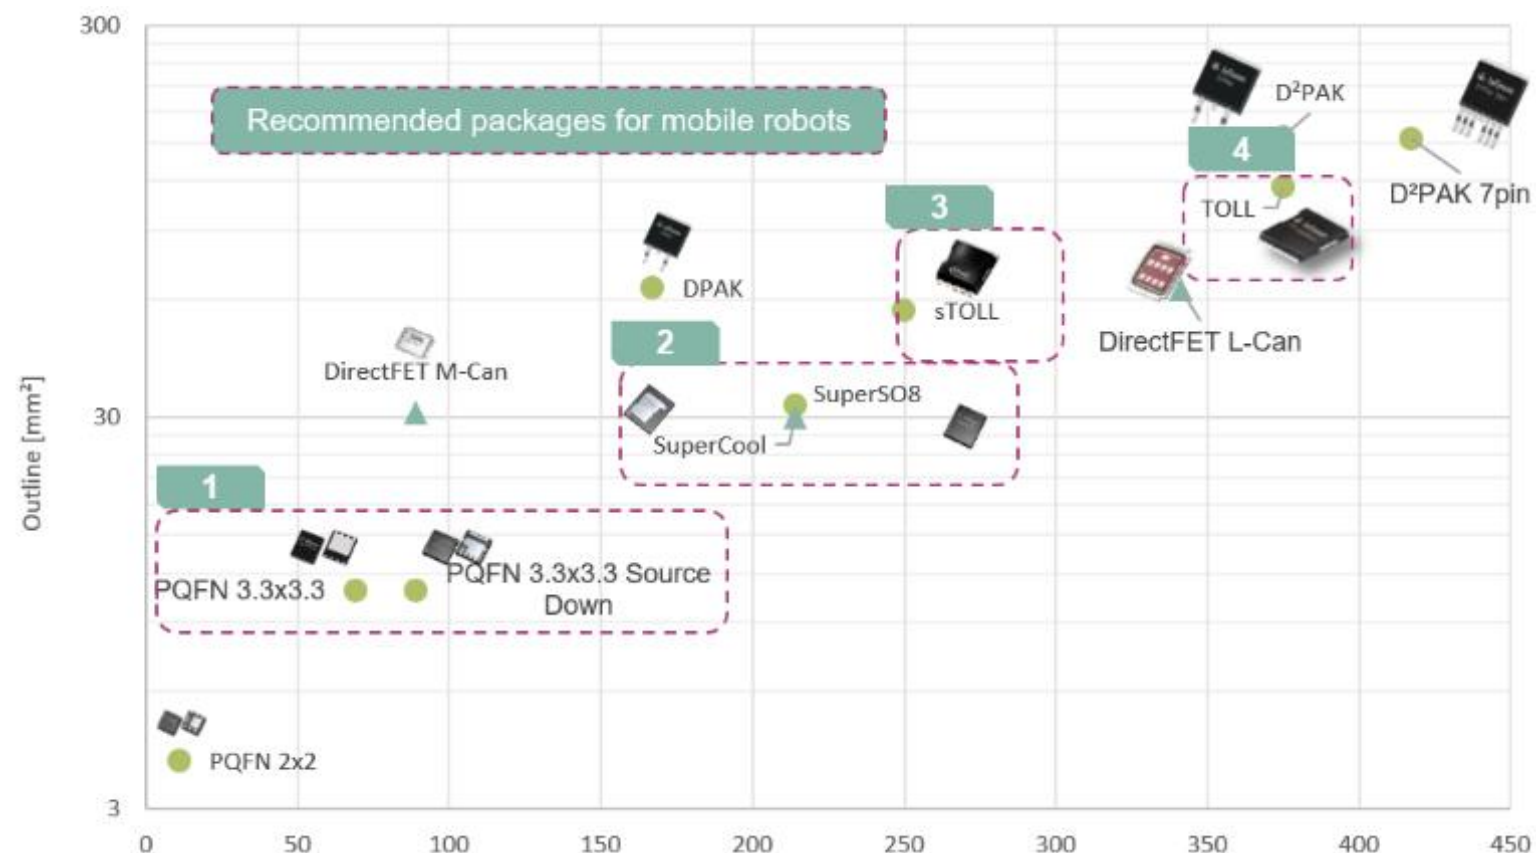 300
Recommended packages for mobile robots
D²PAK
4
D²PAK 7pin
TOLL
3
DPAK
sTOLL
2
DirectFET L-Can
DirectFET M-Can
SuperSO8
30
SuperCool
Outline [mm²]
1
PQFN 3.3x3.3
PQFN 3.3x3.3 Source
Down
PQFN 2x2
3
0 50 100 150 200 250 300 350 400 450